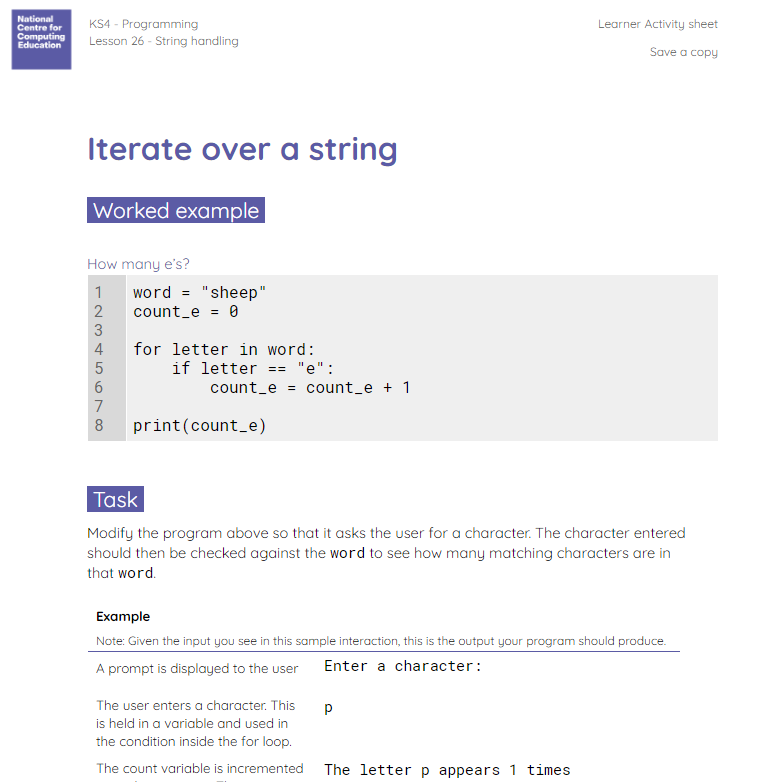 National
Centre for
Computing
Education
KS4 - Programming
Lesson 26 - String handling
Learner Activity sheet
Save a copy
Iterate over a string
Worked example
How many e's?
1 word = "sheep"
2 count_e = 0
3
4 for letter in word:
5 if letter == "e":
6 count_e = count_e + 1
7
8 print(count_e)
Task
Modify the program above so that it asks the user for a character. The character entered
should then be checked against the word to see how many matching characters are in
that word.
Example
Note: Given the input you see in this sample interaction, this is the output your program should produce.
A prompt is displayed to the user Enter a character:
The user enters a character. This p
is held in a variable and used in
the condition inside the for loop.
The count variable is incremented The letter p appears 1 times